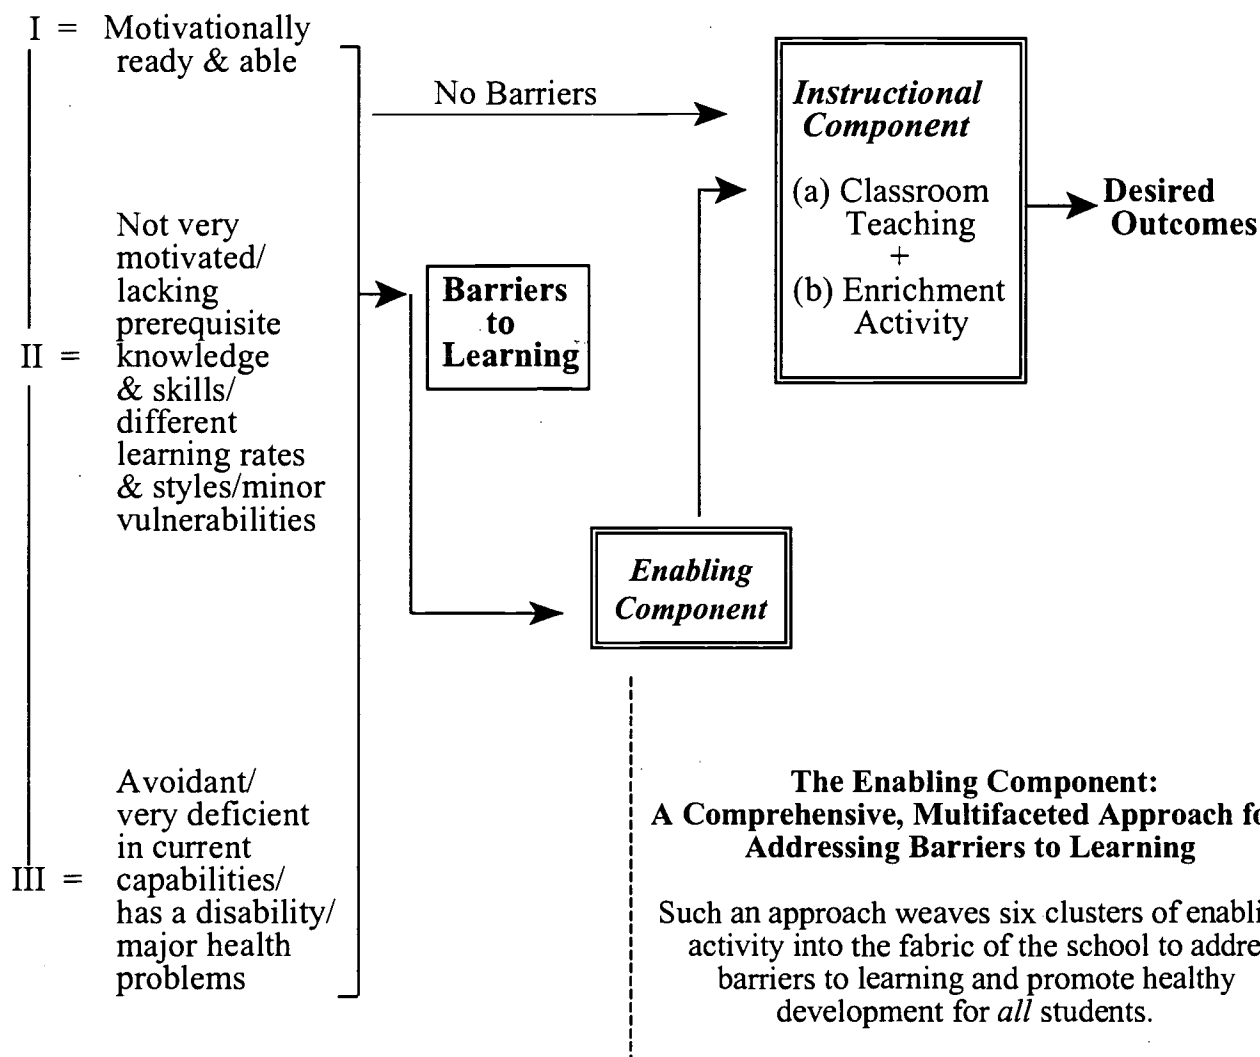 I = Motivationally
ready & able
No Barriers
Instructional
Component
(a) Classroom
Teaching
+
(b) Enrichment
Activity
Desired
Outcomes
Not very
motivated/
lacking
prerequisite
II = knowledge
& skills/
different
learning rates
& styles/minor
vulnerabilities
Barriers
to
Learning
Enabling
Component
Avoidant/
very deficient
in current
III = capabilities/
has a disability/
major health
problems
The Enabling Component:
A Comprehensive, Multifaceted Approach fo
Addressing Barriers to Learning
Such an approach weaves six clusters of enabli
activity into the fabric of the school to addre
barriers to learning and promote healthy
development for all students.